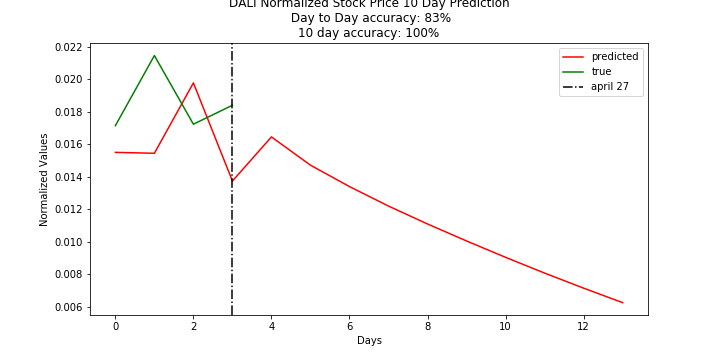 DALI Normalized Stock Price 10 Day Prediction
Day to Day accuracy: 83%
10 day accuracy: 100%
0.022
0.020
0.018
0.016
0.014
0.012
0.010
0.008
0.006
Normalized Values
predicted
true
april 27
0 2 4 6 8 10 12
Days